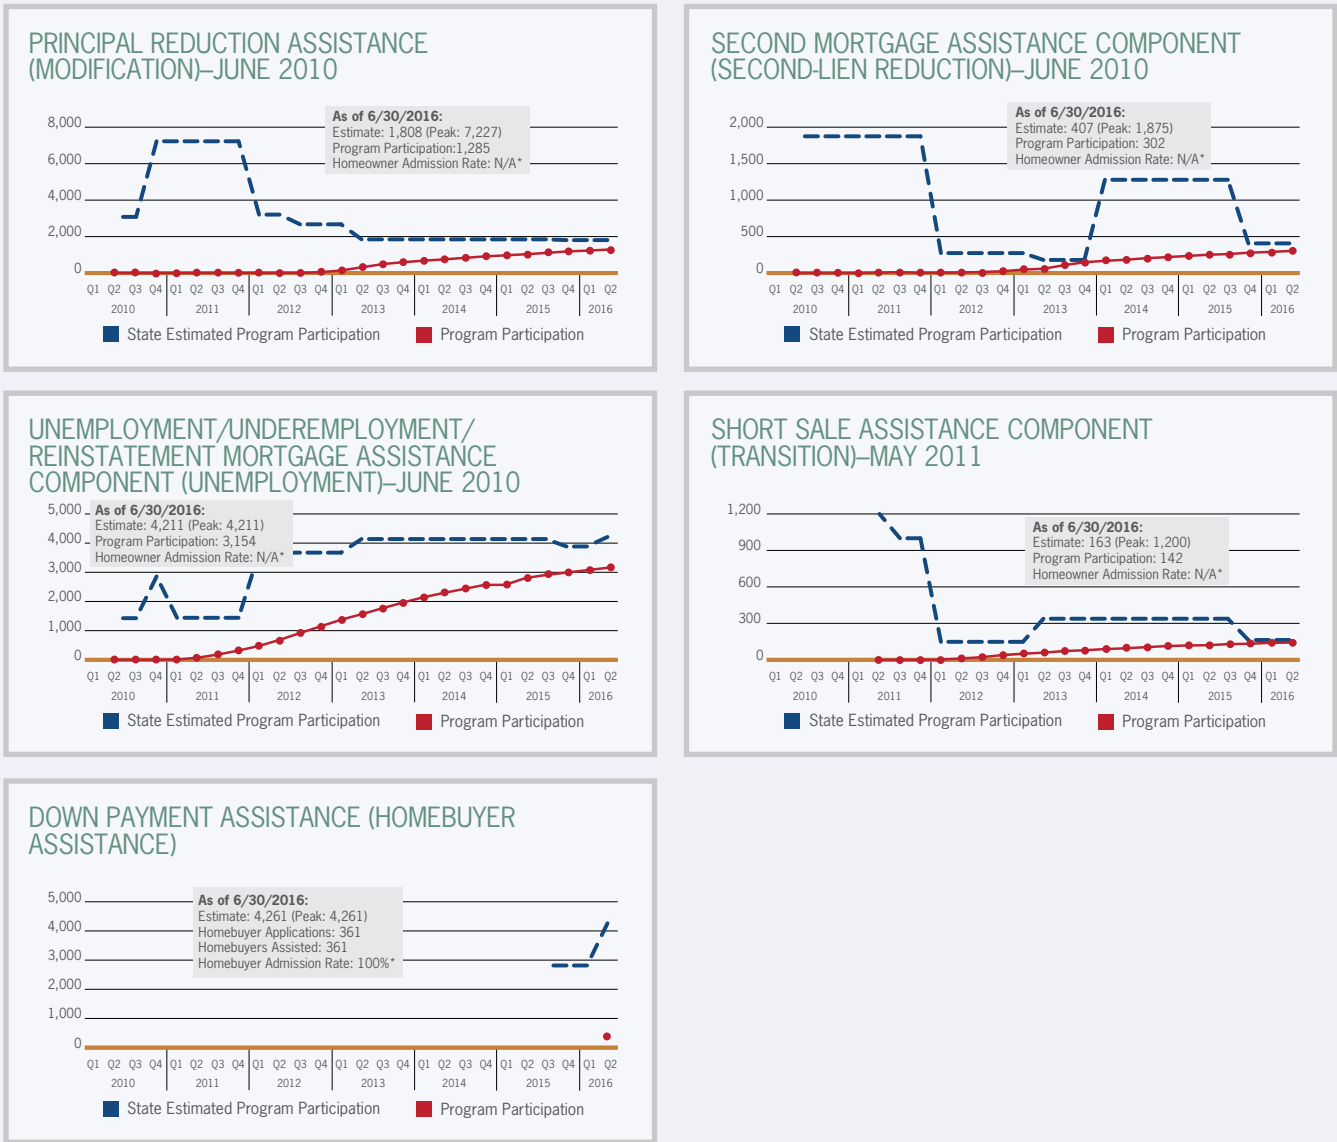 PRINCIPAL REDUCTION ASSISTANCE
(MODIFICATION)–JUNE 2010
As of 6/30/2016:
Estimate: 1,808 (Peak: 7,227)
Program Participation:1,285
Homeowner Admission Rate: N/A*
8,000
6,000
4,000
2,000
0
Q1 Q2 Q3 Q4 Q1 Q2 Q3 Q4 Q1 Q2 Q3 Q4 Q1 Q2 Q3 Q4 Q1 Q2 Q3 Q4 Q1 Q2 Q3 Q4 Q1 Q2
2010 2011 2012 2013 2014 2015 2016
State Estimated Program Participation Program Participation
SECOND MORTGAGE ASSISTANCE COMPONENT
(SECOND-LIEN REDUCTION)–JUNE 2010
As of 6/30/2016:
Estimate: 407 (Peak: 1,875)
Program Participation: 302
Homeowner Admission Rate: N/A*
2,000
1,500
1,000
500
0
Q1 Q2 Q3 Q4 Q1 Q2 Q3 Q4 Q1 Q2 Q3 Q4 Q1 Q2 Q3 Q4 Q1 Q2 Q3 Q4 Q1 Q2 Q3 Q4 Q1 Q2
2010 2011 2012 2013 2014 2015 2016
State Estimated Program Participation Program Participation
UNEMPLOYMENT/UNDEREMPLOYMENT/
REINSTATEMENT MORTGAGE ASSISTANCE
COMPONENT (UNEMPLOYMENT)–JUNE 2010
As of 6/30/2016:
Estimate: 4,211 (Peak: 4,211)
Program Participation: 3,154
Homeowner Admission Rate: N/A*
5,000
4,000
3,000
2,000
1,000
0
Q1 Q2 Q3 Q4 Q1 Q2 Q3 Q4 Q1 Q2 Q3 Q4 Q1 Q2 Q3 Q4 Q1 Q2 Q3 Q4 Q1 Q2 Q3 Q4 Q1 Q2
2010 2011 2012 2013 2014 2015 2016
State Estimated Program Participation Program Participation
SHORT SALE ASSISTANCE COMPONENT
(TRANSITION)–MAY 2011
As of 6/30/2016:
Estimate: 163 (Peak: 1,200)
Program Participation: 142
Homeowner Admission Rate: N/A*
1,200
900
600
300
0
Q1 Q2 Q3 Q4 Q1 Q2 Q3 Q4 Q1 Q2 Q3 Q4 Q1 Q2 Q3 Q4 Q1 Q2 Q3 Q4 Q1 Q2 Q3 Q4 Q1 Q2
2010 2011 2012 2013 2014 2015 2016
State Estimated Program Participation Program Participation
DOWN PAYMENT ASSISTANCE (HOMEBUYER
ASSISTANCE)
As of 6/30/2016:
Estimate: 4,261 (Peak: 4,261)
Homebuyer Applications: 361
Homebuyers Assisted: 361
Homebuyer Admission Rate: 100%*
5,000
4,000
3,000
2,000
1,000
0
Q1 Q2 Q3 Q4 Q1 Q2 Q3 Q4 Q1 Q2 Q3 Q4 Q1 Q2 Q3 Q4 Q1 Q2 Q3 Q4 Q1 Q2 Q3 Q4 Q1 Q2
2010 2011 2012 2013 2014 2015 2016
State Estimated Program Participation Program Participation